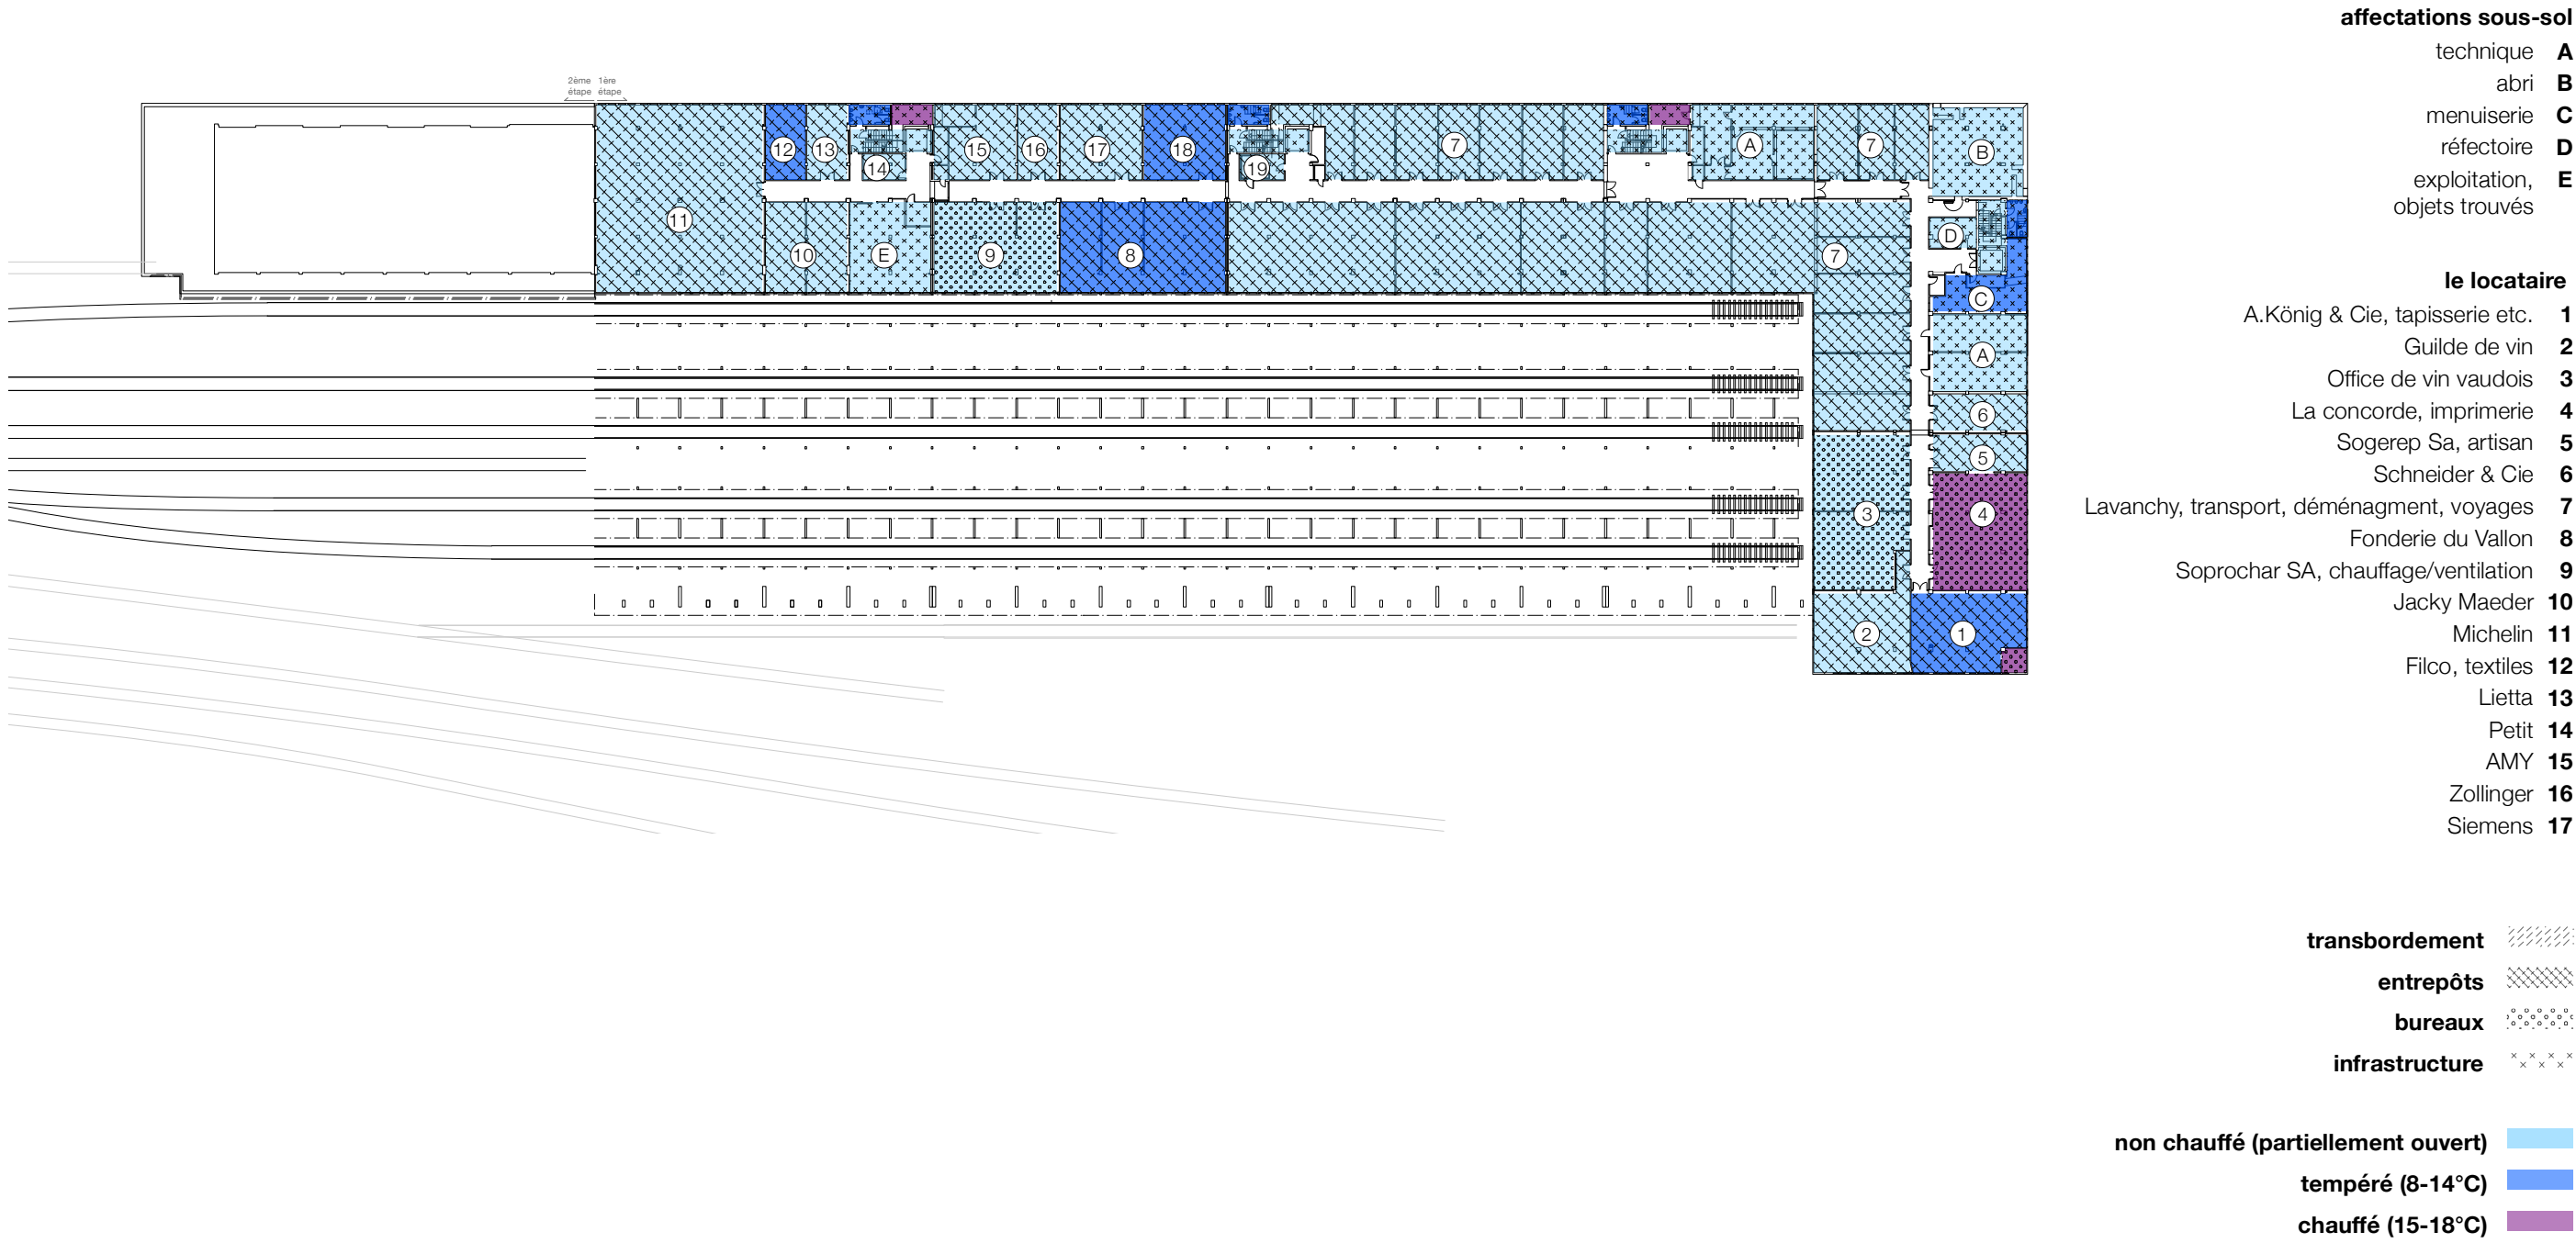 affectations sous-sol
technique A
abri B
menuiserie C
réfectoire D
exploitation, E
objets trouvés
le locataire
A.König & Cie, tapisserie etc. 1
Guilde de vin 2
Office de vin vaudois 3
La concorde, imprimerie 4
Sogerep Sa, artisan 5
Schneider & Cie 6
Lavanchy, transport, déménagment, voyages 7
Fonderie du Vallon 8
Soprochar SA, chauffage/ventilation 9
Jacky Maeder 10
Michelin 11
Filco, textiles 12
Lietta 13
Petit 14
AMY 15
Zollinger 16
Siemens 17
transbordement
entrepôts
bureaux
infrastructure
non chauffé (partiellement ouvert)
tempéré (8-14°C)
chauffé (15-18°C)
2ème 1ère
étape étape
12 13 14 15 16 17 18 19 7 A 7 B
11 10 E 9 8 7 D
C
A
6
5
3 4
2 1